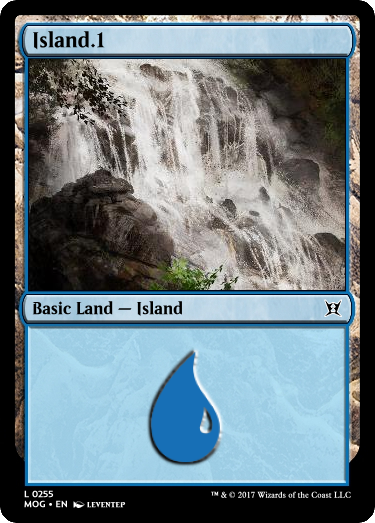 Island.1
Basic Land — Island
L 0255
MOG • EN LEVENTEP
™ & © 2017 Wizards of the Coast LLC